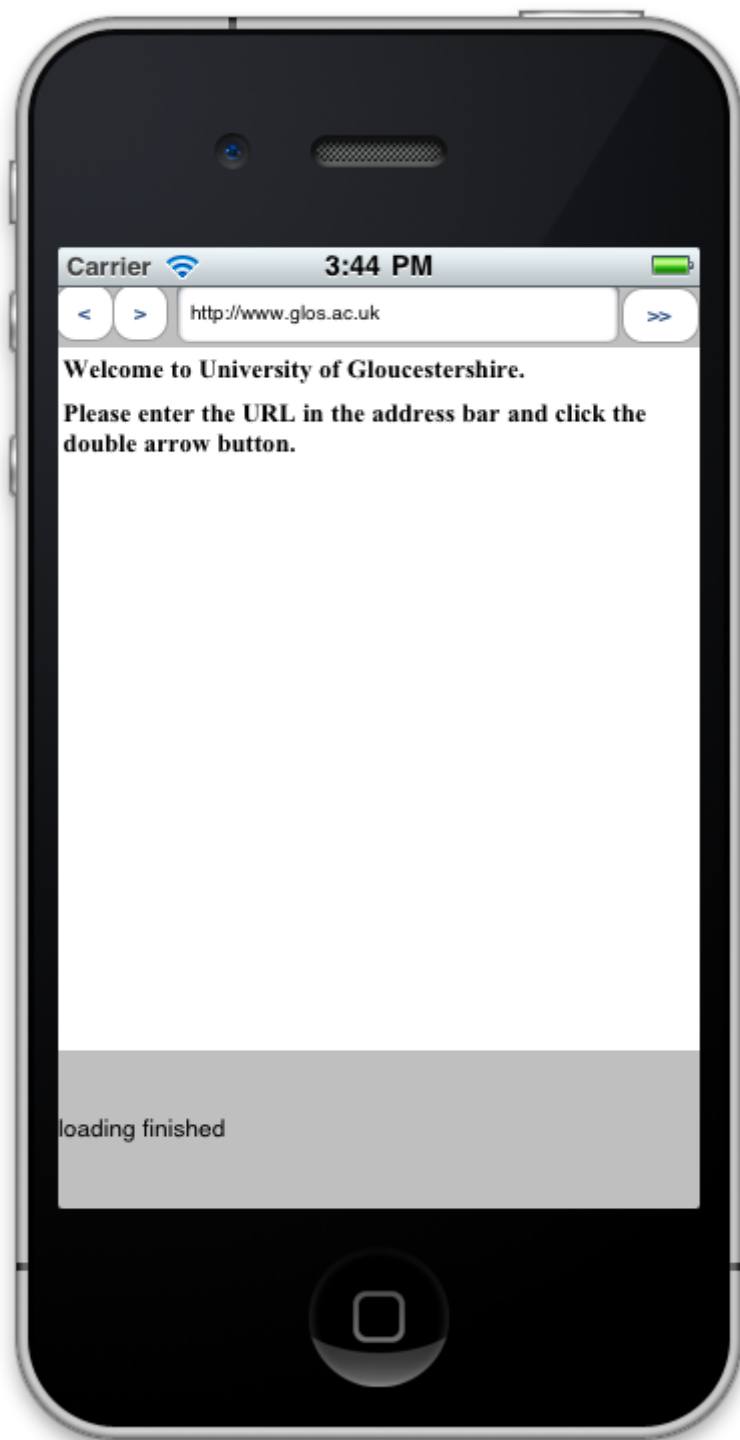 Carrier 3:44 PM
< > http://www.glos.ac.uk >>
Welcome to University of Gloucestershire.
Please enter the URL in the address bar and click the
double arrow button.
loading finished